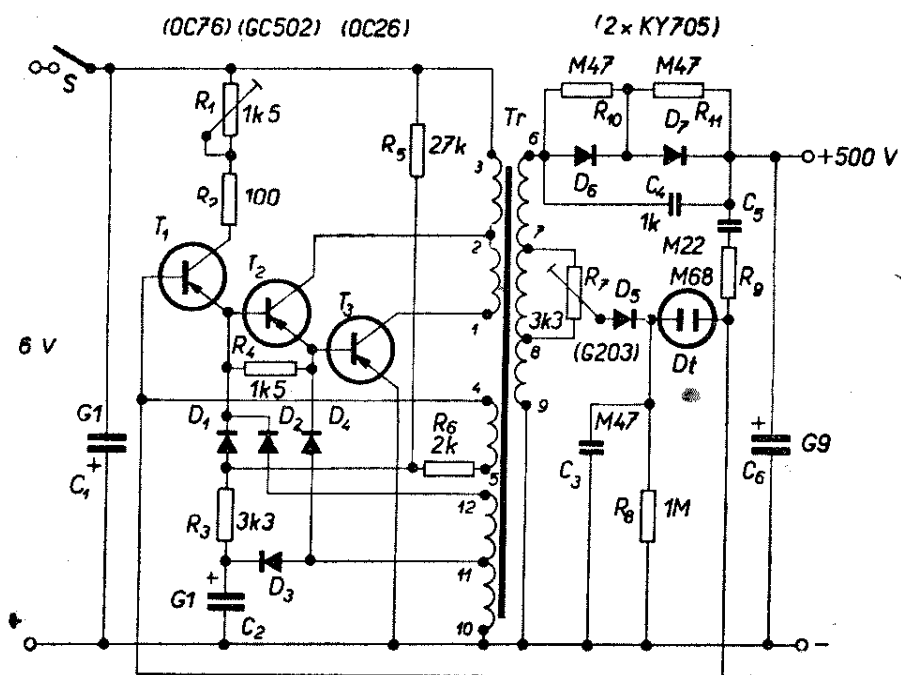 (OC76) (GC502) (OC26) (2 x KY705)
S
R1 1k5
R2 100
R5 27k
Tr
M47 M47
R10 R11
D6 D7
C4 1k
+500 V
C5 M22
R9
M68
Dt
R7 3k3
D5 (G203)
T1
T2
T3
R4 1k5
6 V
G1 + C1
D1 D2 D4
R6 2k
R3 3k3
D3
G1 + C2
3
2
1
4
5
12
11
10
6
7
8
9
M47 C3
R8 1M
+ G9 C6
+
-